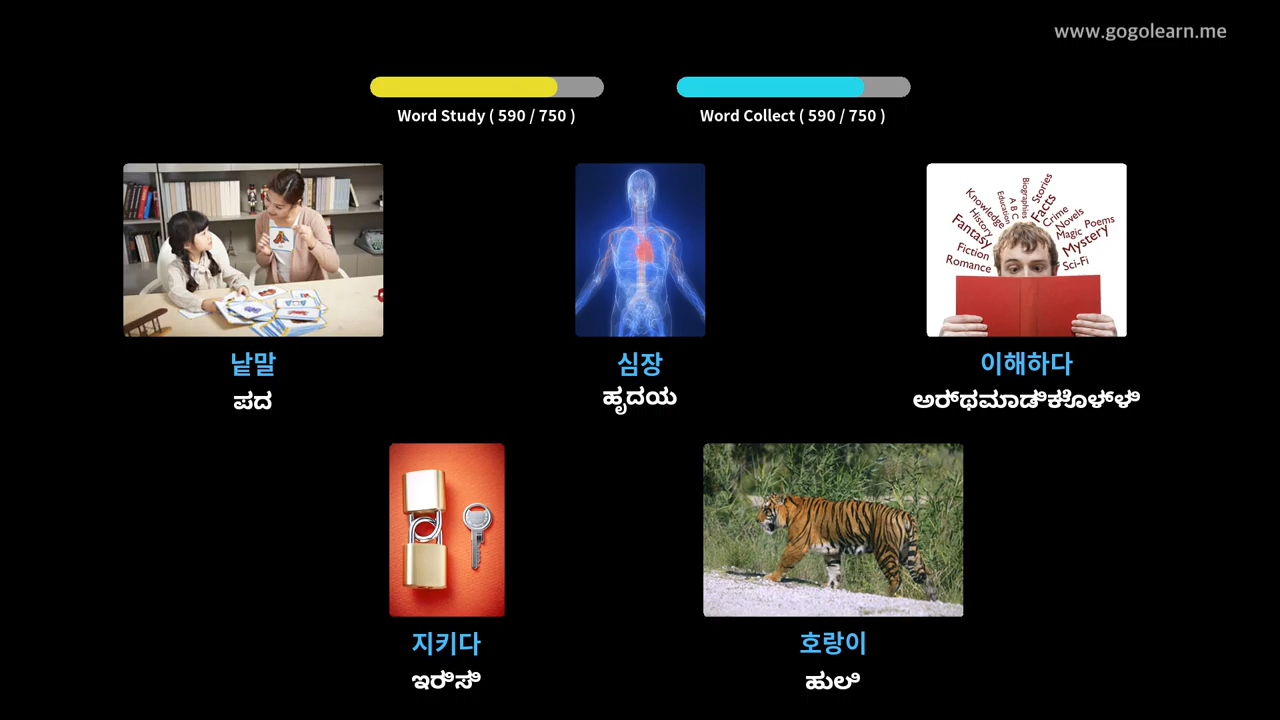 www.gogolearn.me
Word Study ( 590 / 750 )
Word Collect ( 590 / 750 )
Knowledge
History
Fantasy
Fiction
Romance
Education
A B C
Biographies
Stories
Facts
Crime
Novels
Magic
Poems
Mystery
Sci-Fi
낱말
심장
이해하다
ಪದ
ಹೃದಯ
ಅರ್ಥಮಾಡಿಕೊಳ್ಳಿ
지키다
호랑이
ಇರಿಸಿ
ಹುಲಿ